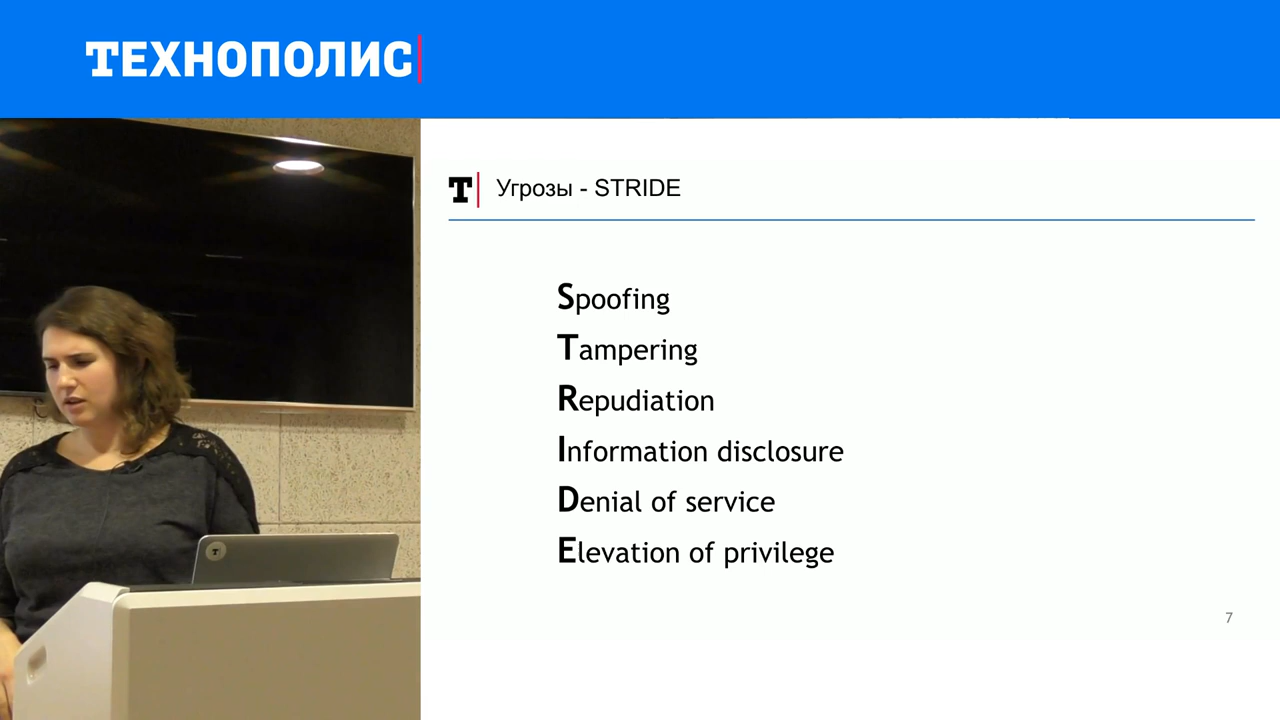 ТЕХНОПОЛИС
T Угрозы - STRIDE
Spoofing
Tampering
Repudiation
Information disclosure
Denial of service
Elevation of privilege
T
7